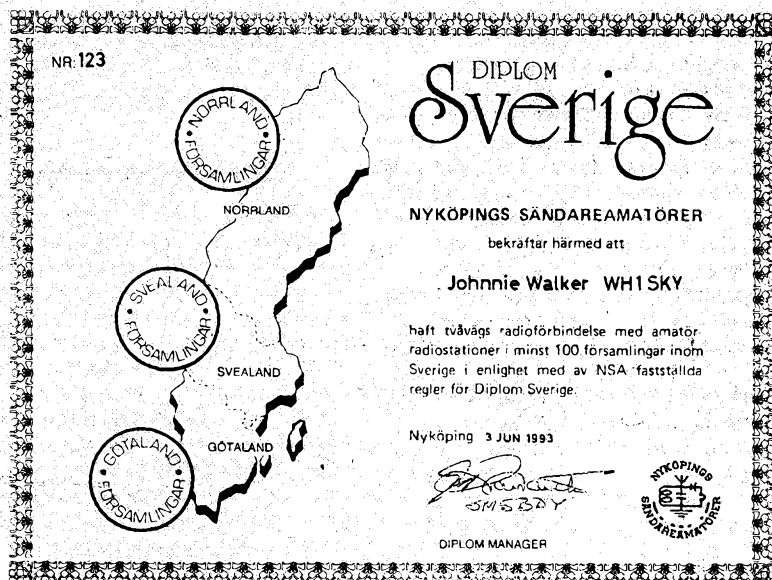 NR: 123
DIPLOM
Sverige
NORRLAND
FÖRSAMLINGAR
NORRLAND
NYKÖPINGS SÄNDAREAMATÖRER
bekräftar härmed att
Johnnie Walker WH1SKY
SVEALAND
FÖRSAMLINGAR
haft tvåvägs radioförbindelse med amatör-
radiostationer i minst 100 församlingar inom
Sverige i enlighet med av NSA fastställda
regler för Diplom Sverige.
SVEALAND
GÖTALAND
GÖTALAND
FÖRSAMLINGAR
Nyköping 3 JUN 1993
SM5BDY
DIPLOM MANAGER
NYKÖPINGS
SÄNDAREAMATÖRER